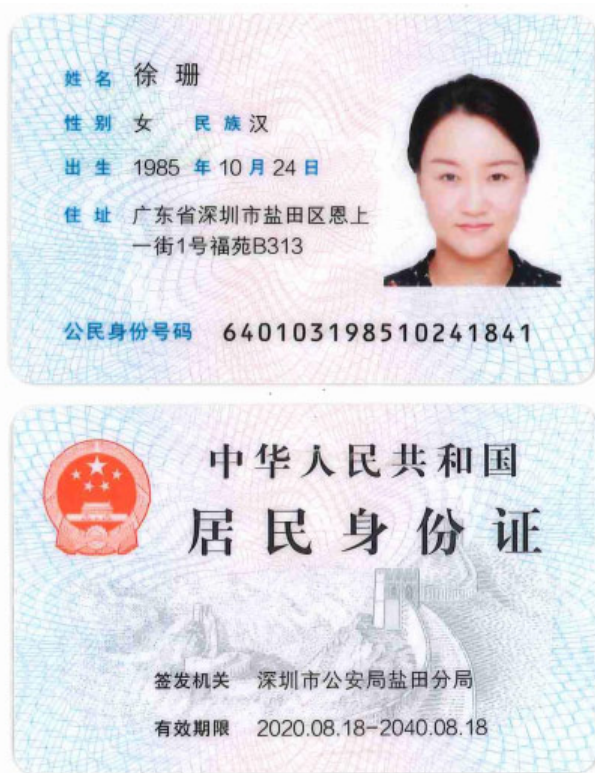 姓名 徐珊
性别 女 民族 汉
出生 1985 年 10 月 24 日
住址 广东省深圳市盐田区恩上
一街1号福苑B313
公民身份号码 640103198510241841
中华人民共和国
居民身份证
签发机关 深圳市公安局盐田分局
有效期限 2020.08.18-2040.08.18